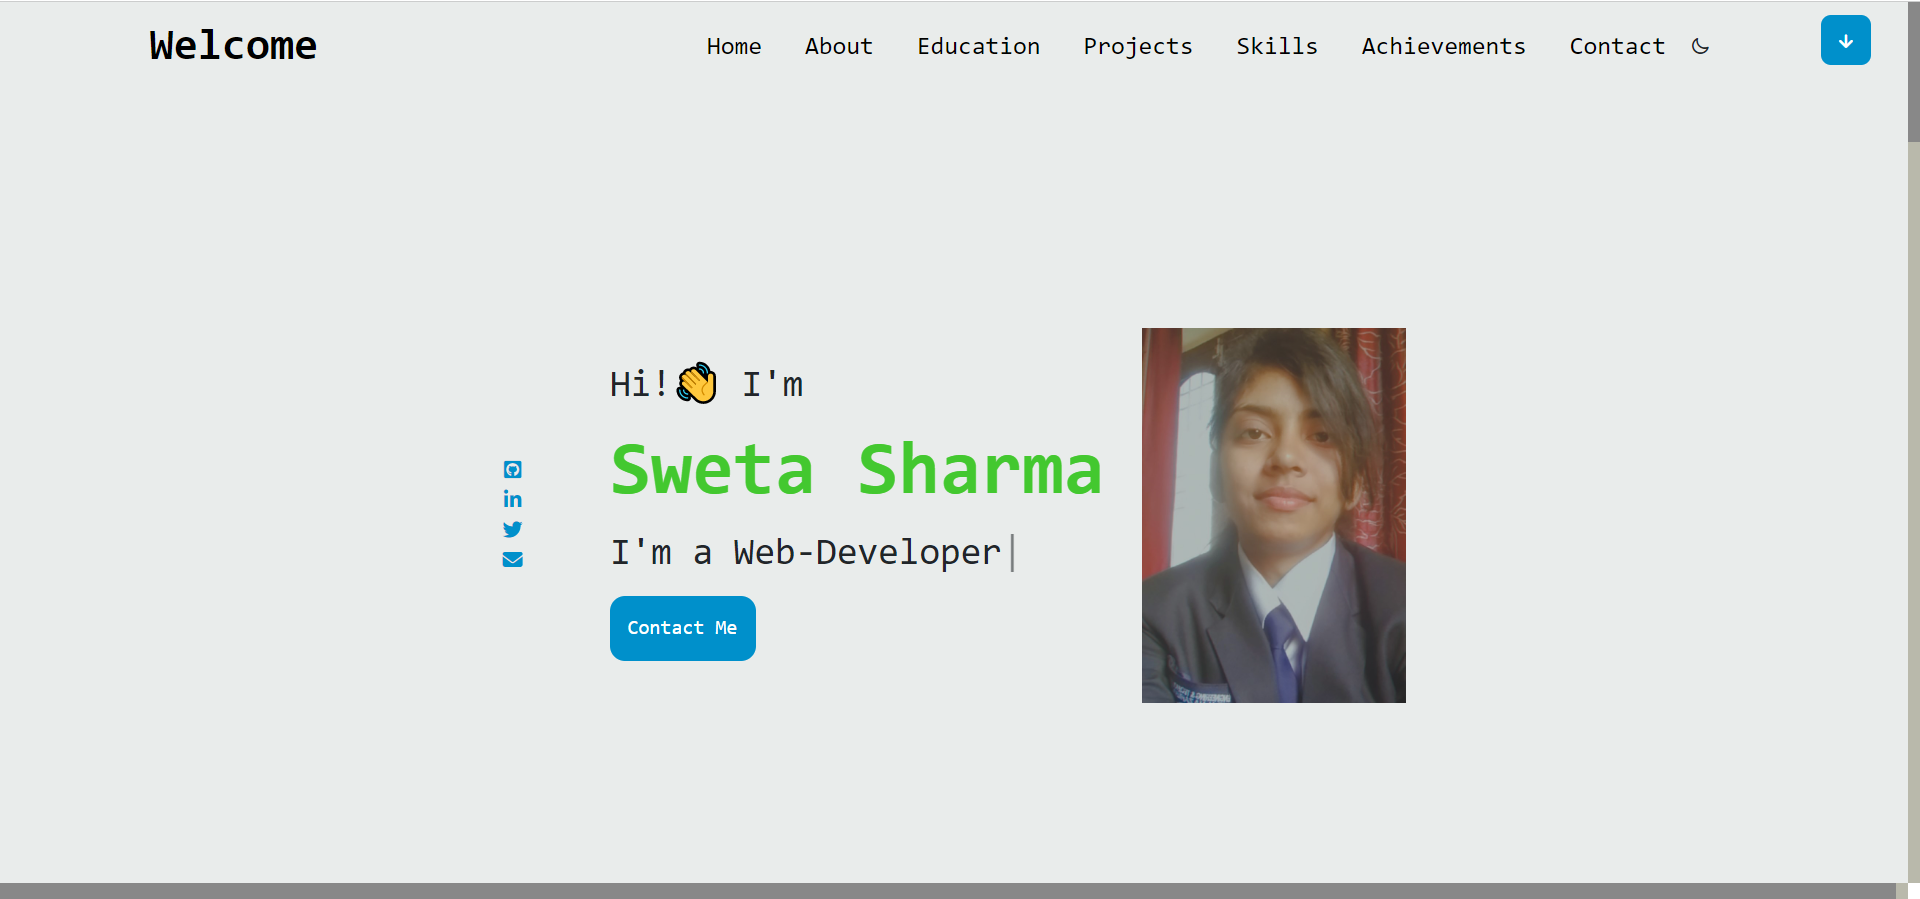 Welcome
Home About Education Projects Skills Achievements Contact
Hi!👋 I'm
Sweta Sharma
I'm a Web-Developer|
Contact Me